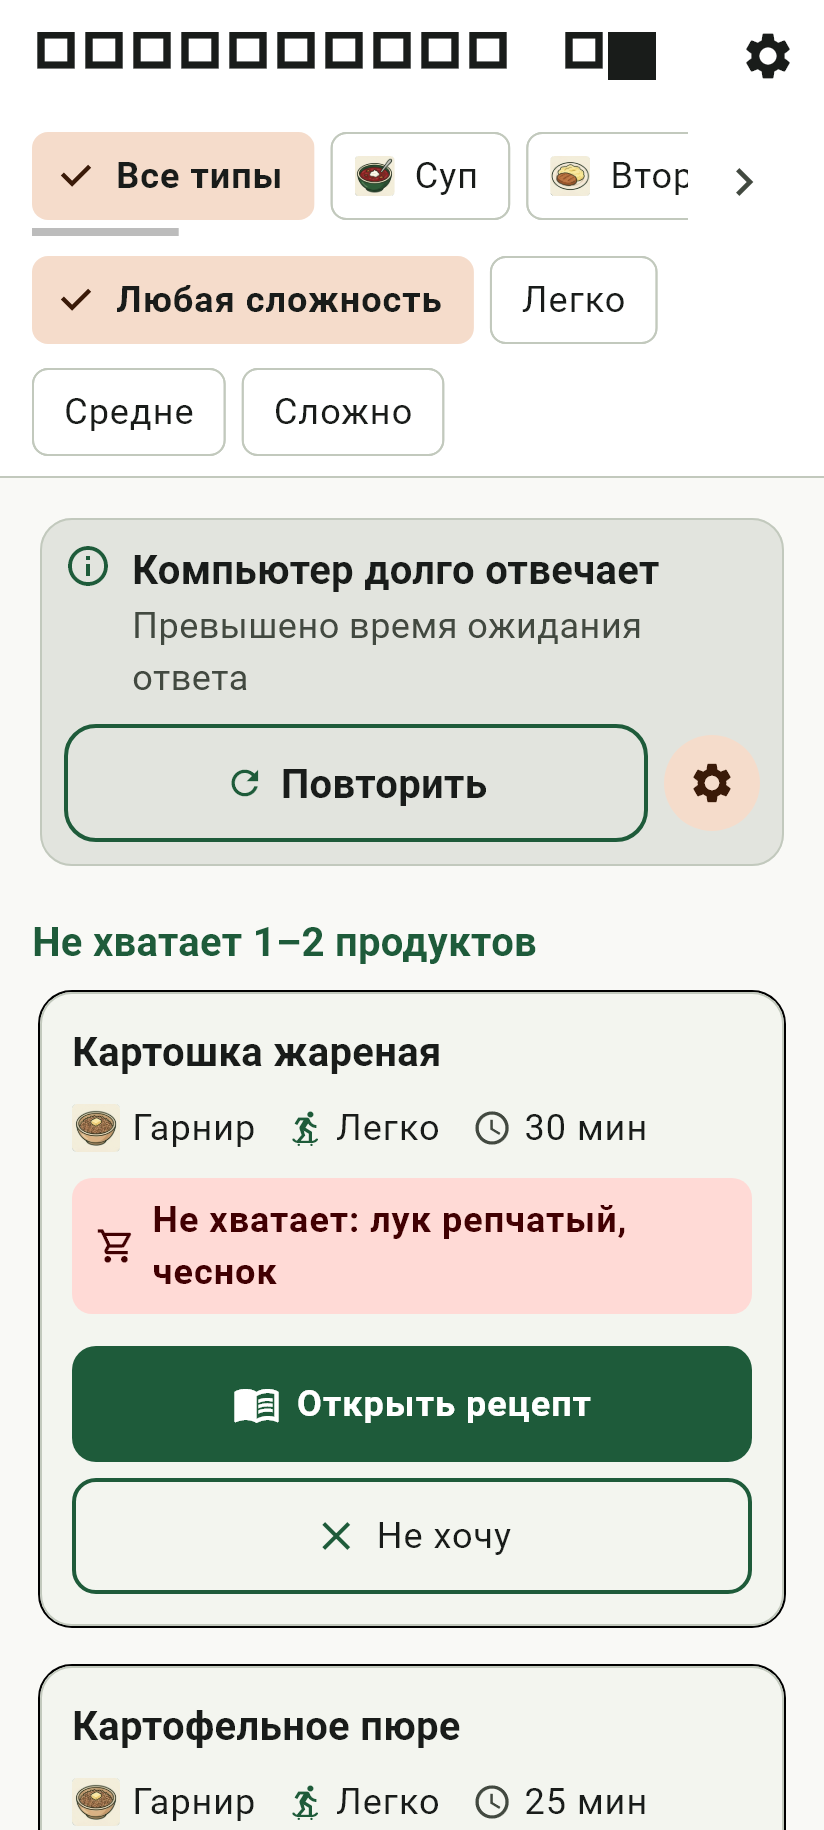 Все типы
Суп
Втор
Любая сложность
Легко
Средне
Сложно
Компьютер долго отвечает
Превышено время ожидания
ответа
Повторить
Не хватает 1–2 продуктов
Картошка жареная
Гарнир
Легко
30 мин
Не хватает: лук репчатый,
чеснок
Открыть рецепт
Не хочу
Картофельное пюре
Гарнир
Легко
25 мин